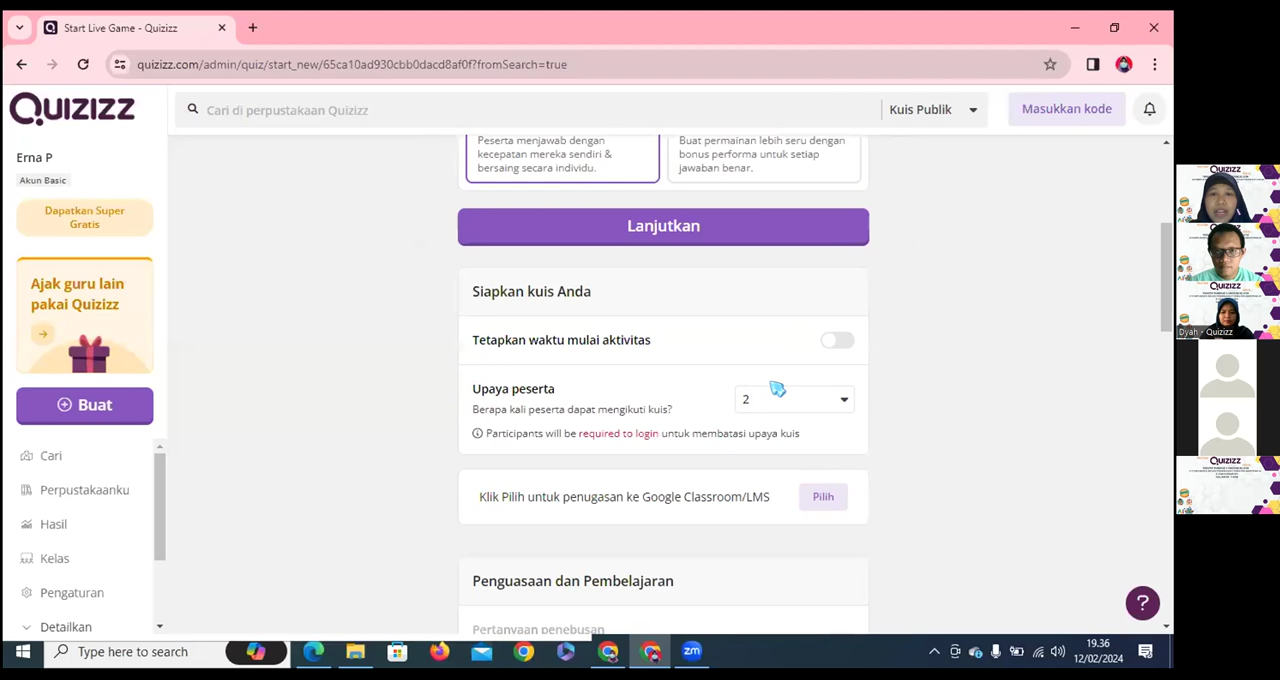 Start Live Game - Quizizz
quizizz.com/admin/quiz/start_new/65ca10ad930cbb0dacd8af0f?fromSearch=true
QUIZIZZ
Cari di perpustakaan Quizizz
Kuis Publik
Masukkan kode
Erna P
Akun Basic
Dapatkan Super
Gratis
Ajak guru lain
pakai Quizizz
Buat
Cari
Perpustakaanku
Hasil
Kelas
Pengaturan
Detailkan
Peserta menjawab dengan
kecepatan mereka sendiri &
bersaing secara individu.
Buat permainan lebih seru dengan
bonus performa untuk setiap
jawaban benar.
Lanjutkan
Siapkan kuis Anda
Tetapkan waktu mulai aktivitas
Upaya peserta
Berapa kali peserta dapat mengikuti kuis?
2
Participants will be required to login untuk membatasi upaya kuis
Klik Pilih untuk penugasan ke Google Classroom/LMS
Pilih
Penguasaan dan Pembelajaran
Pertanyaan penebusan
?
QUIZIZZ
QUIZIZZ
QUIZIZZ
Dyah - Quizizz
QUIZIZZ
Type here to search
zm
19.36
12/02/2024